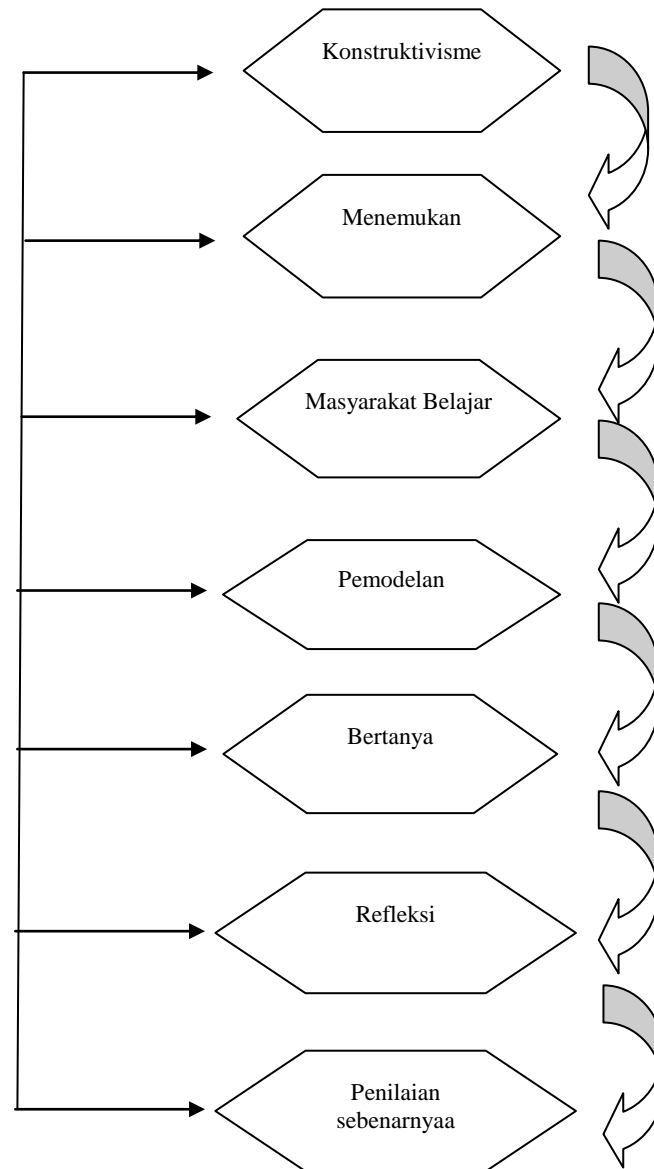 Konstruktivisme
Menemukan
Masyarakat Belajar
Pemodelan
Bertanya
Refleksi
Penilaian
sebenarnyaa